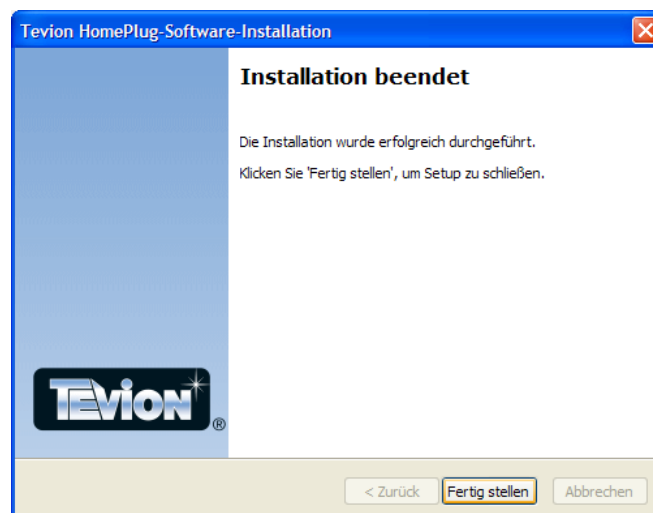 Tevion HomePlug-Software-Installation
Installation beendet
Die Installation wurde erfolgreich durchgeführt.
Klicken Sie 'Fertig stellen', um Setup zu schließen.
TEVION
®
< Zurück
Fertig stellen
Abbrechen